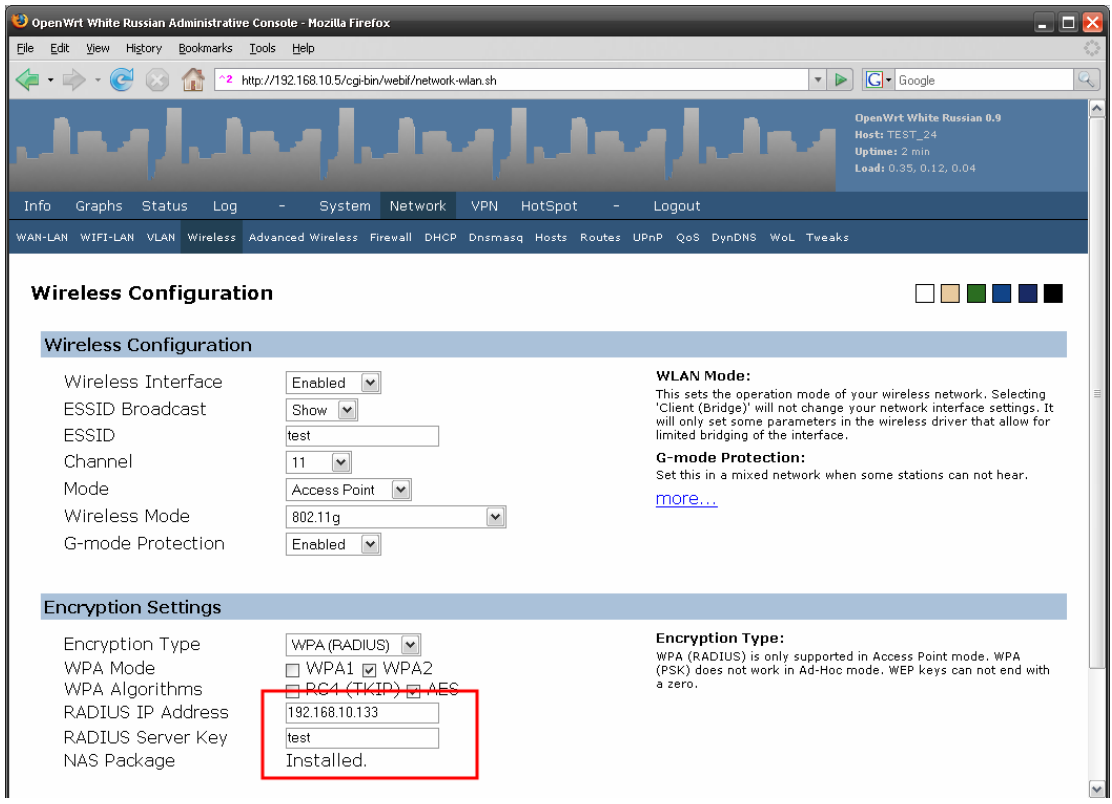 OpenWrt White Russian Administrative Console - Mozilla Firefox
File Edit View History Bookmarks Tools Help
^2 http://192.168.10.5/cgi-bin/webif/network-wlan.sh G Google
OpenWrt White Russian 0.9
Host: TEST_24
Uptime: 2 min
Load: 0.35, 0.12, 0.04
Info Graphs Status Log - System Network VPN HotSpot - Logout
WAN-LAN WIFI-LAN VLAN Wireless Advanced Wireless Firewall DHCP Dnsmasq Hosts Routes UPnP QoS DynDNS WoL Tweaks
Wireless Configuration
Wireless Configuration
Wireless Interface Enabled
ESSID Broadcast Show
ESSID test
Channel 11
Mode Access Point
Wireless Mode 802.11g
G-mode Protection Enabled
WLAN Mode:
This sets the operation mode of your wireless network. Selecting
'Client (Bridge)' will not change your network interface settings. It
will only set some parameters in the wireless driver that allow for
limited bridging of the interface.
G-mode Protection:
Set this in a mixed network when some stations can not hear.
more...
Encryption Settings
Encryption Type WPA (RADIUS)
WPA Mode WPA1 WPA2
WPA Algorithms RC4 (TKIP) AES
RADIUS IP Address 192.168.10.133
RADIUS Server Key test
NAS Package Installed.
Encryption Type:
WPA (RADIUS) is only supported in Access Point mode. WPA
(PSK) does not work in Ad-Hoc mode. WEP keys can not end with
a zero.